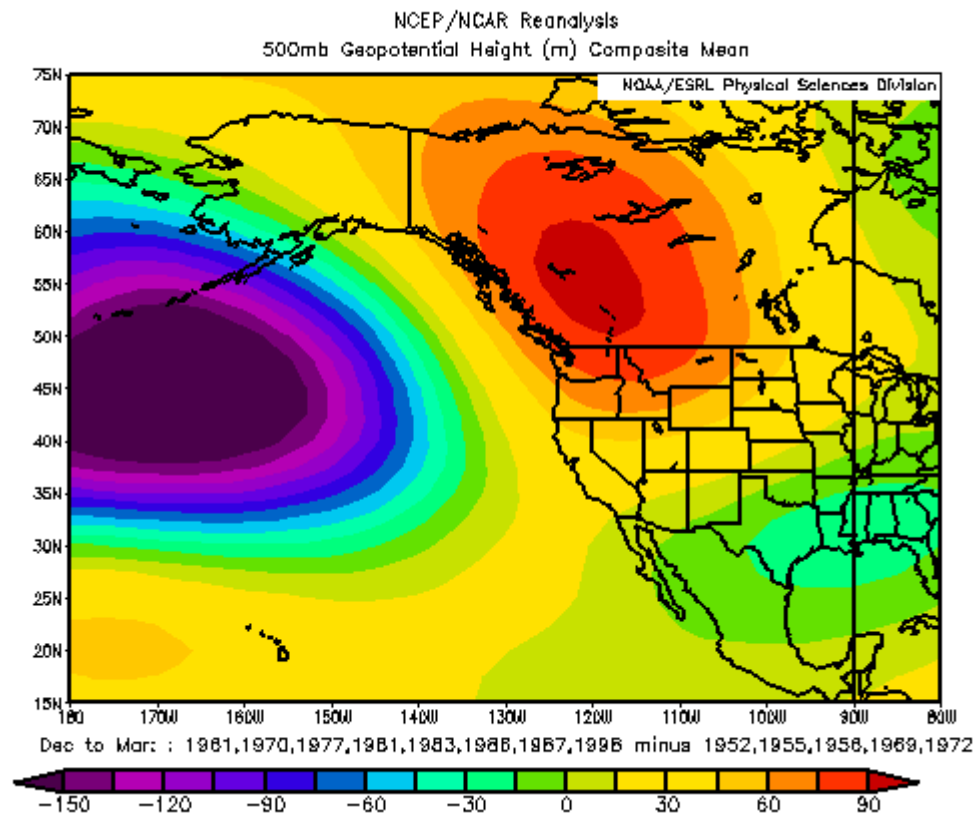 NCEP/NCAR Reanalysis
500mb Geopotential Height (m) Composite Mean
NOAA/ESRL Physical Sciences Division
75N
70N
65N
60N
55N
50N
45N
40N
35N
30N
25N
20N
15N
180 170W 160W 150W 140W 130W 120W 110W 100W 90W 80W
Dec to Mar: : 1961,1970,1977,1981,1983,1986,1987,1998 minus 1952,1955,1956,1969,1972
-150 -120 -90 -60 -30 0 30 60 90